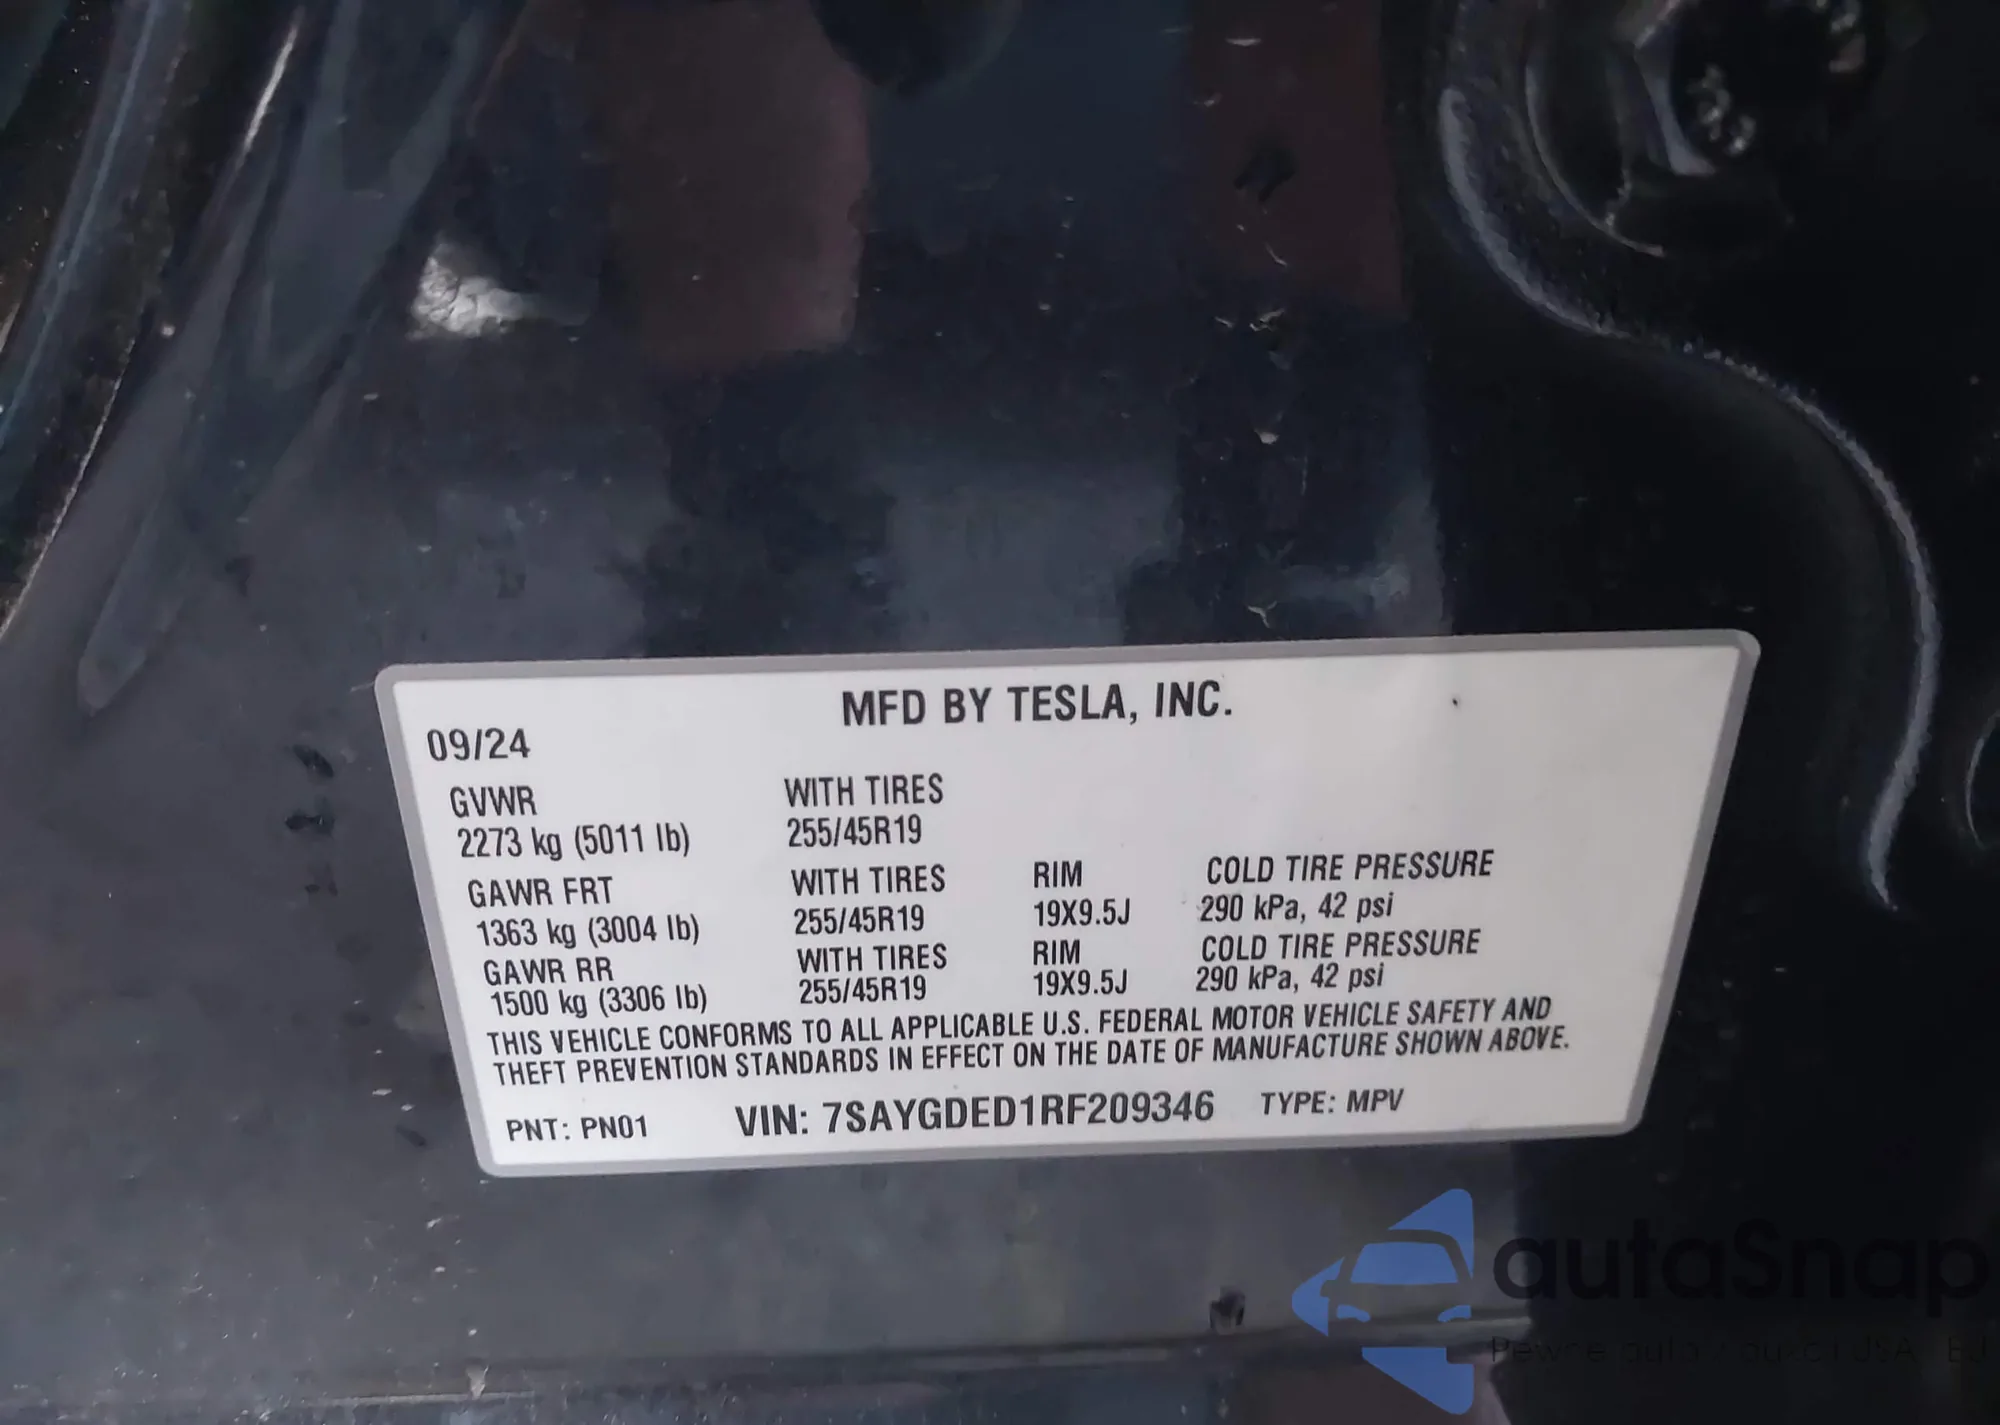 MFD BY TESLA, INC.
09/24
GVWR WITH TIRES
2273 kg (5011 lb) 255/45R19
GAWR FRT WITH TIRES RIM COLD TIRE PRESSURE
1363 kg (3004 lb) 255/45R19 19X9.5J 290 kPa, 42 psi
GAWR RR WITH TIRES RIM COLD TIRE PRESSURE
1500 kg (3306 lb) 255/45R19 19X9.5J 290 kPa, 42 psi
THIS VEHICLE CONFORMS TO ALL APPLICABLE U.S. FEDERAL MOTOR VEHICLE SAFETY AND
THEFT PREVENTION STANDARDS IN EFFECT ON THE DATE OF MANUFACTURE SHOWN ABOVE.
PNT: PN01 VIN: 7SAYGDED1RF209346 TYPE: MPV
autaSnap
auta USA